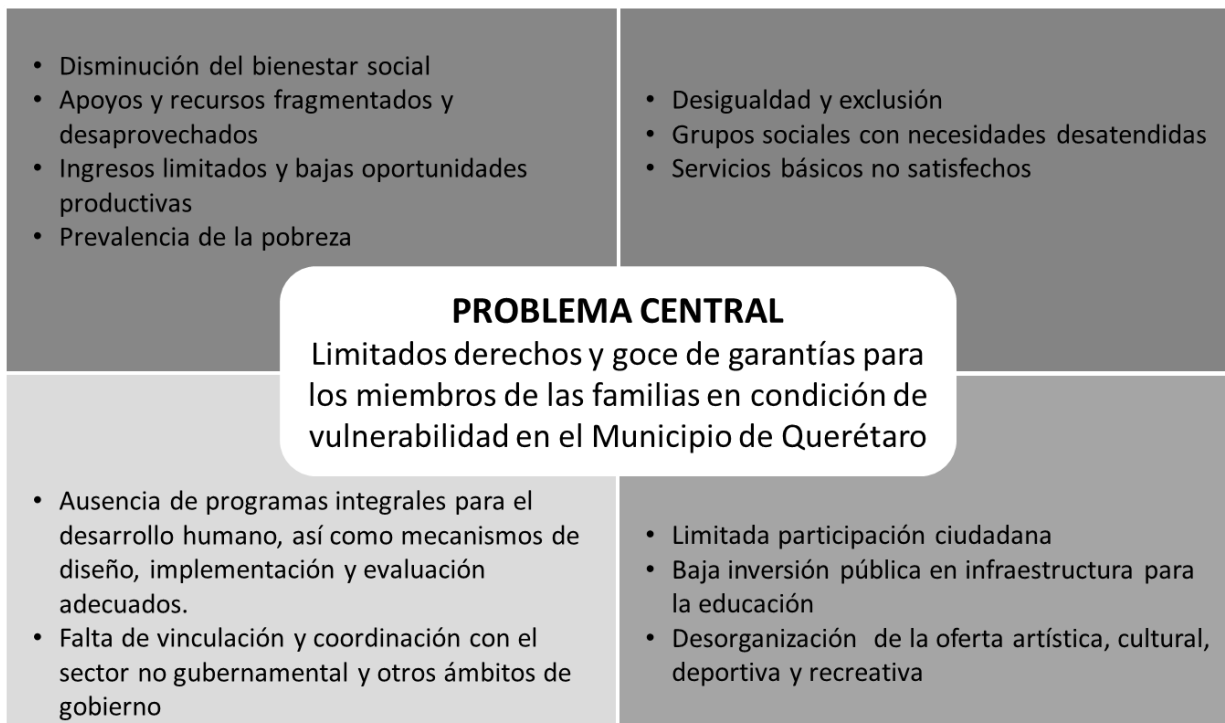 • Disminución del bienestar social
• Apoyos y recursos fragmentados y
desaprovechados
• Ingresos limitados y bajas oportunidades
productivas
• Prevalencia de la pobreza
• Desigualdad y exclusión
• Grupos sociales con necesidades desatendidas
• Servicios básicos no satisfechos
PROBLEMA CENTRAL
Limitados derechos y goce de garantías para
los miembros de las familias en condición de
vulnerabilidad en el Municipio de Querétaro
• Ausencia de programas integrales para el
desarrollo humano, así como mecanismos de
diseño, implementación y evaluación
adecuados.
• Falta de vinculación y coordinación con el
sector no gubernamental y otros ámbitos de
gobierno
• Limitada participación ciudadana
• Baja inversión pública en infraestructura para
la educación
• Desorganización de la oferta artística, cultural,
deportiva y recreativa